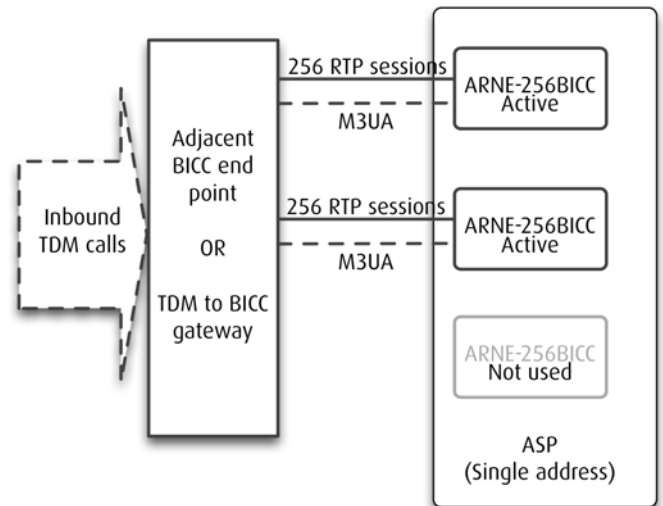 Inbound
TDM calls
Adjacent
BICC end
point
OR
TDM to BICC
gateway
256 RTP sessions
M3UA
256 RTP sessions
M3UA
ARNE-256BICC
Active
ARNE-256BICC
Active
ARNE-256BICC
Not used
ASP
(Single address)